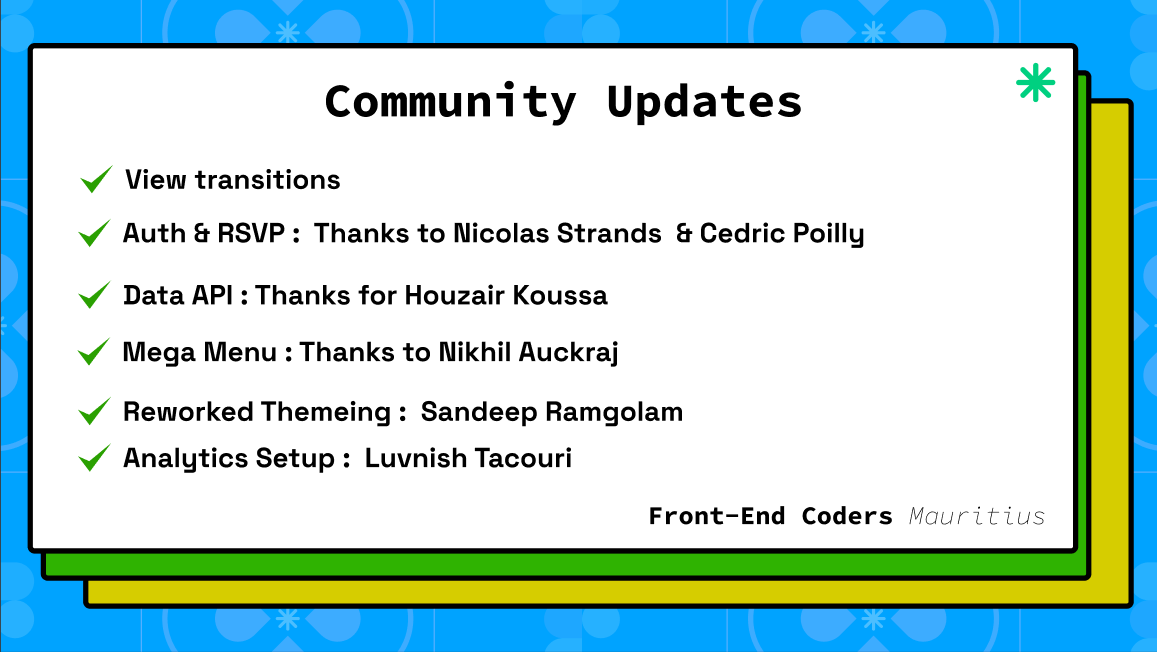 Community Updates
View transitions
Auth & RSVP : Thanks to Nicolas Strands & Cedric Poilly
Data API : Thanks for Houzair Koussa
Mega Menu : Thanks to Nikhil Auckraj
Reworked Themeing : Sandeep Ramgolam
Analytics Setup : Luvnish Tacouri
Front-End Coders Mauritius